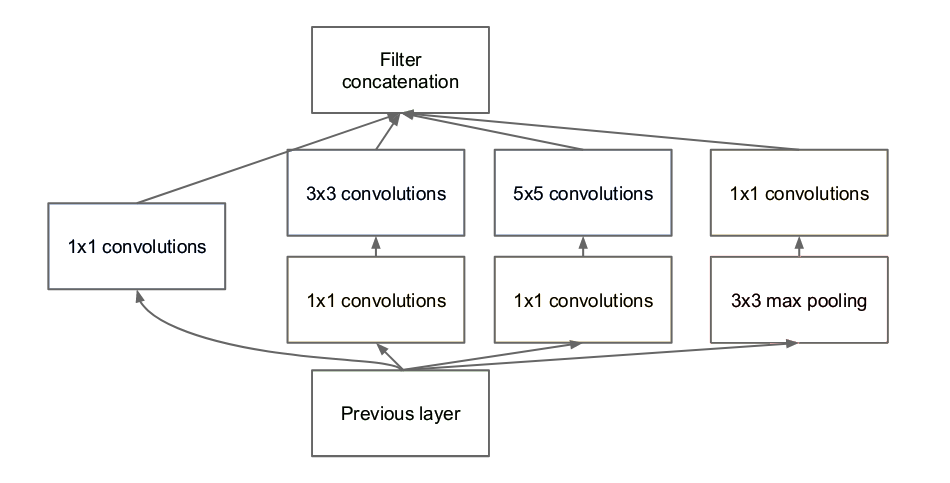 Filter
concatenation
3x3 convolutions
5x5 convolutions
1x1 convolutions
1x1 convolutions
1x1 convolutions
1x1 convolutions
3x3 max pooling
Previous layer